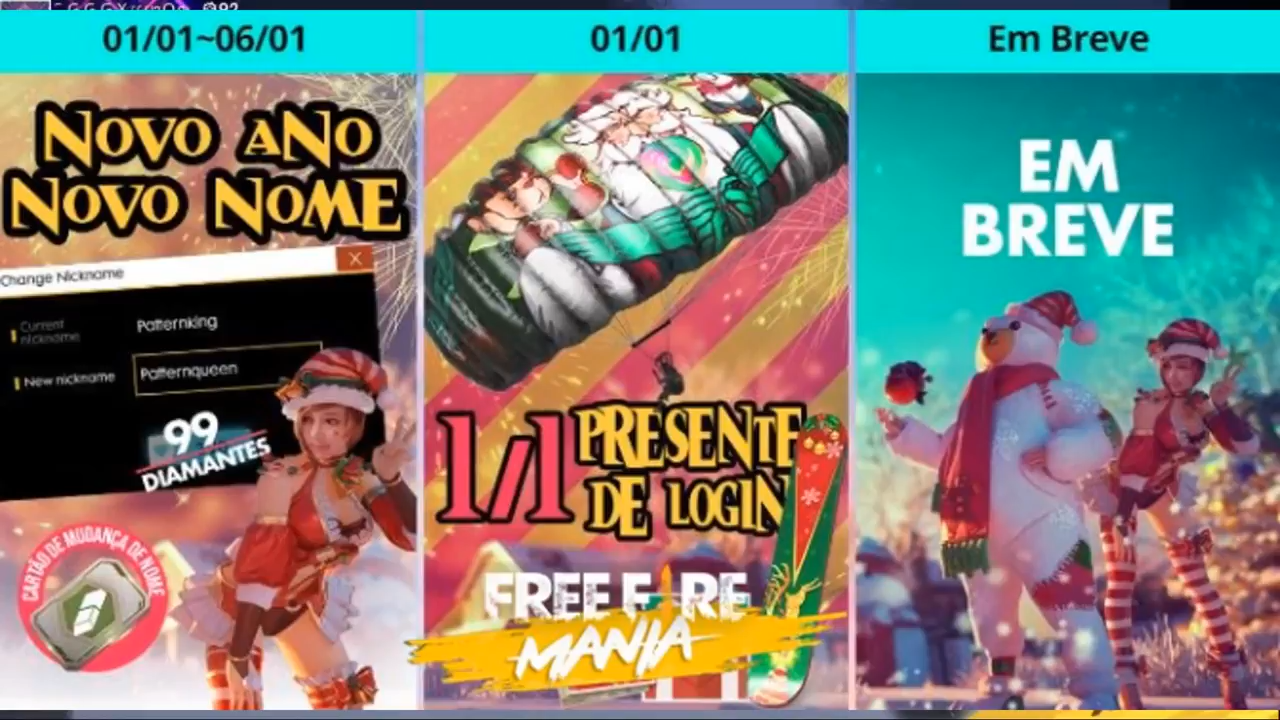 01/01~06/01
NOVO ANO
NOVO NOME
Change Nickname
X
Current
nickname
Patternking
New nickname
Patternqueen
99
DIAMANTES
CARTÃO DE MUDANÇA DE NOME
01/01
1/1
PRESENTE
DE LOGIN
FREE FIRE
MANIA
Em Breve
EM
BREVE